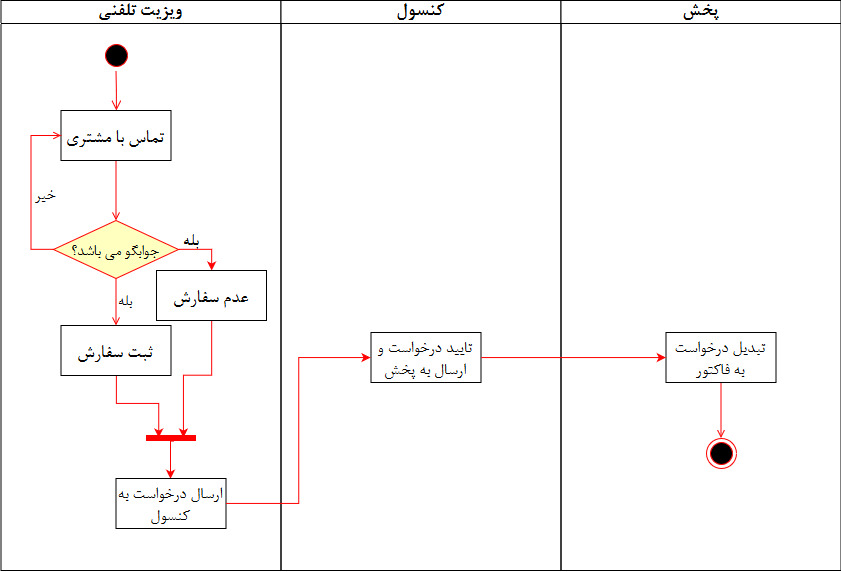 ویزیت تلفنی
کنسول
پخش
تماس با مشتری
خیر
جوابگو می باشد؟
بله
عدم سفارش
بله
ثبت سفارش
ارسال درخواست به
کنسول
تایید درخواست و
ارسال به پخش
تبدیل درخواست
به فاکتور